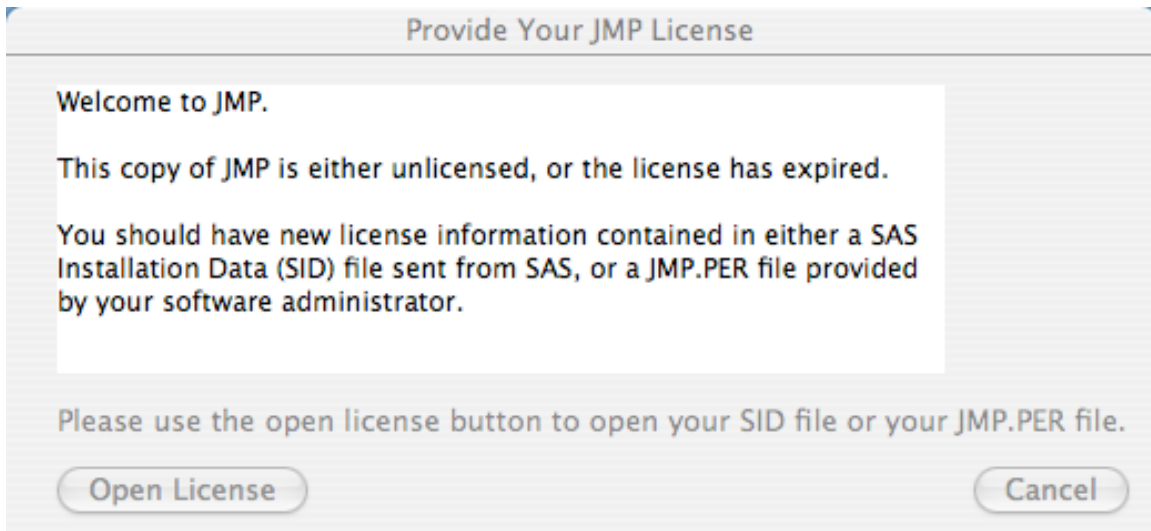 Provide Your JMP License
Welcome to JMP.
This copy of JMP is either unlicensed, or the license has expired.
You should have new license information contained in either a SAS
Installation Data (SID) file sent from SAS, or a JMP.PER file provided
by your software administrator.
Please use the open license button to open your SID file or your JMP.PER file.
Open License
Cancel